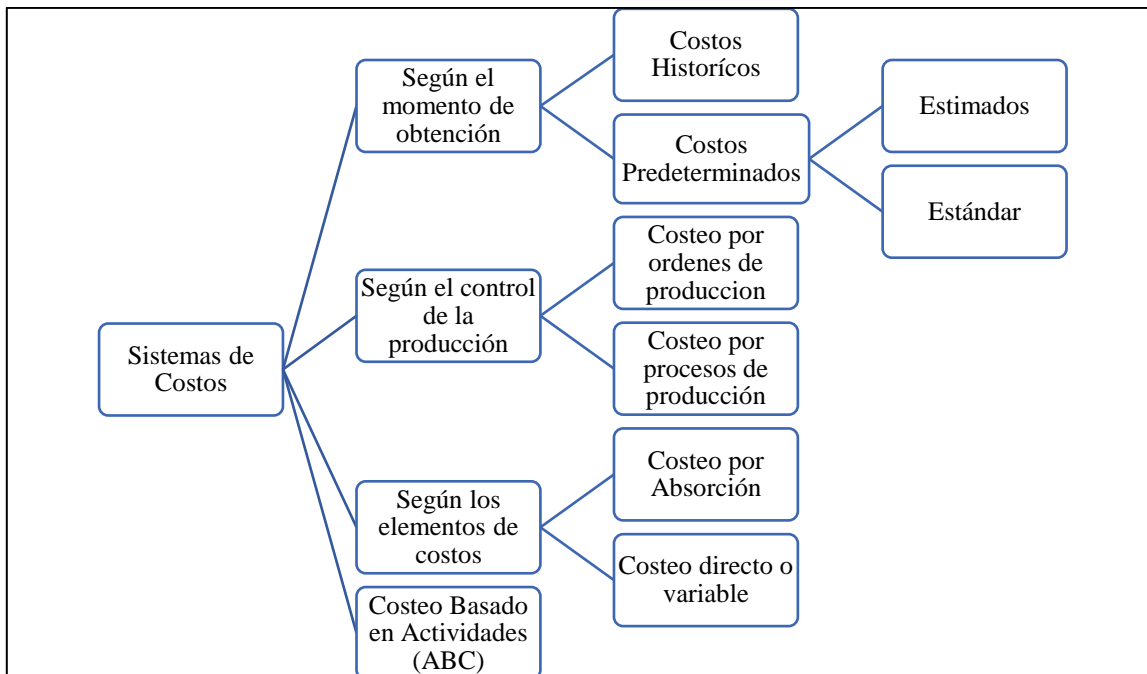 Sistemas de
Costos
Según el
momento de
obtención
Costos
Historícos
Costos
Predeterminados
Estimados
Estándar
Según el control
de la
producción
Costeo por
ordenes de
produccion
Costeo por
procesos de
producción
Según los
elementos de
costos
Costeo por
Absorción
Costeo directo o
variable
Costeo Basado
en Actividades
(ABC)